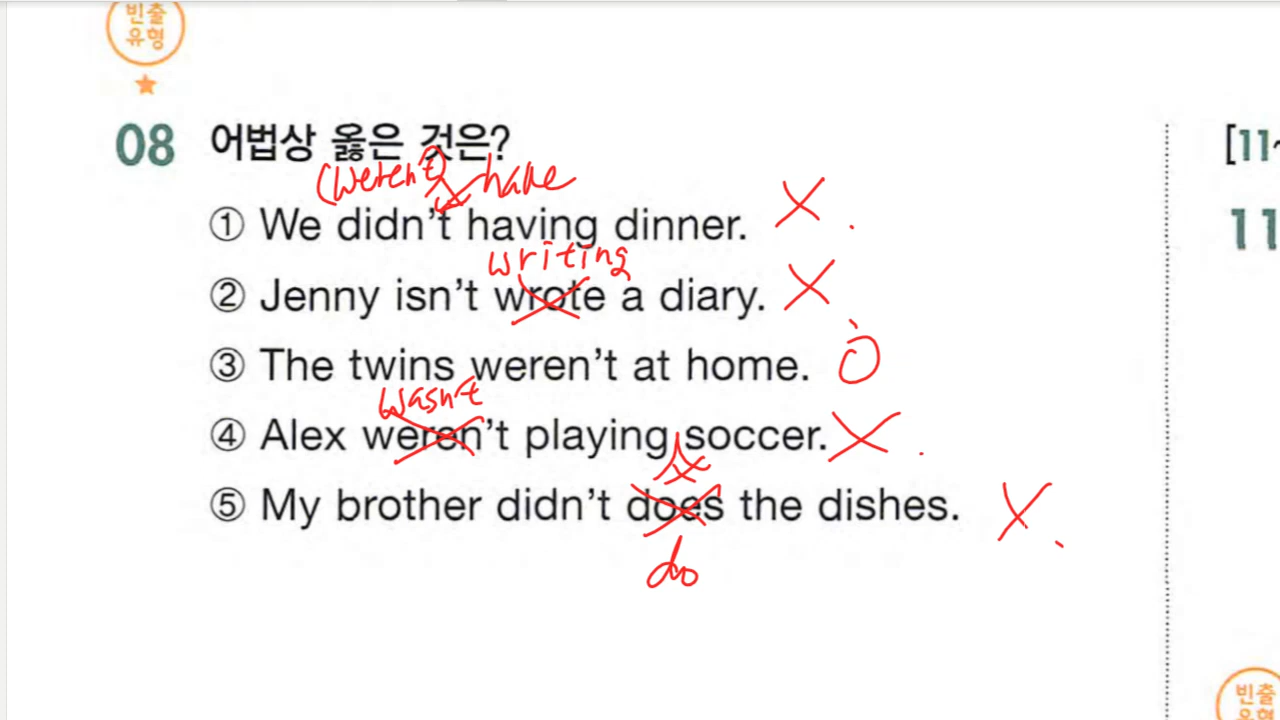 빈출
유형
08 어법상 옳은 것은?
(weren't) have
① We didn't having dinner. X
writing
② Jenny isn't wrote a diary. X
③ The twins weren't at home. O
wasn't
④ Alex weren't playing soccer. X
⑤ My brother didn't does the dishes. X
do
[11~
11
빈출
유형